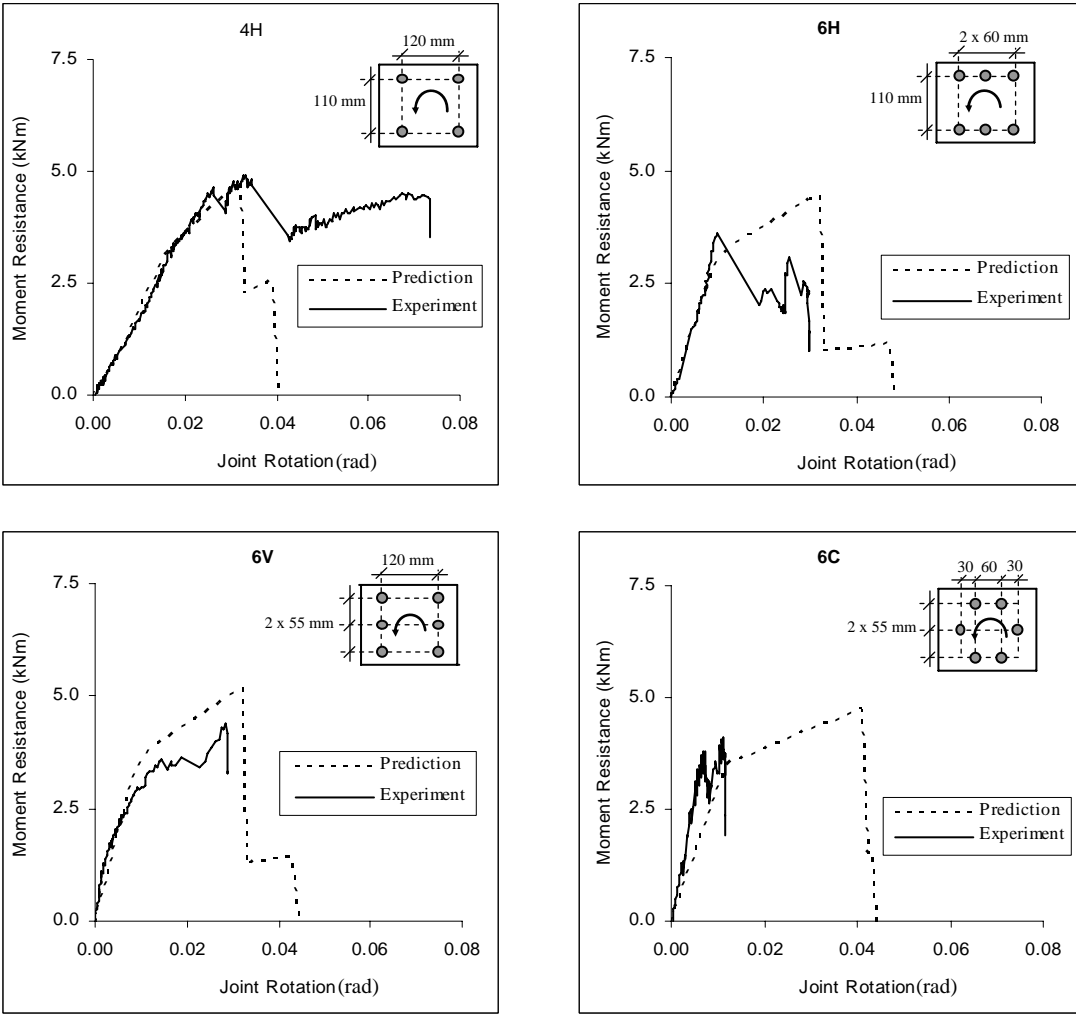 4H
120 mm
110 mm
7.5
5.0
2.5
0.0
Moment Resistance (kNm)
Prediction
Experiment
0.00 0.02 0.04 0.06 0.08
Joint Rotation (rad)
6H
2 x 60 mm
110 mm
7.5
5.0
2.5
0.0
Moment Resistance (kNm)
Prediction
Experiment
0.00 0.02 0.04 0.06 0.08
Joint Rotation (rad)
6V
120 mm
2 x 55 mm
7.5
5.0
2.5
0.0
Moment Resistance (kNm)
Prediction
Experiment
0.00 0.02 0.04 0.06 0.08
Joint Rotation (rad)
6C
30 60 30
2 x 55 mm
7.5
5.0
2.5
0.0
Moment Resistance (kNm)
Prediction
Experiment
0.00 0.02 0.04 0.06 0.08
Joint Rotation (rad)